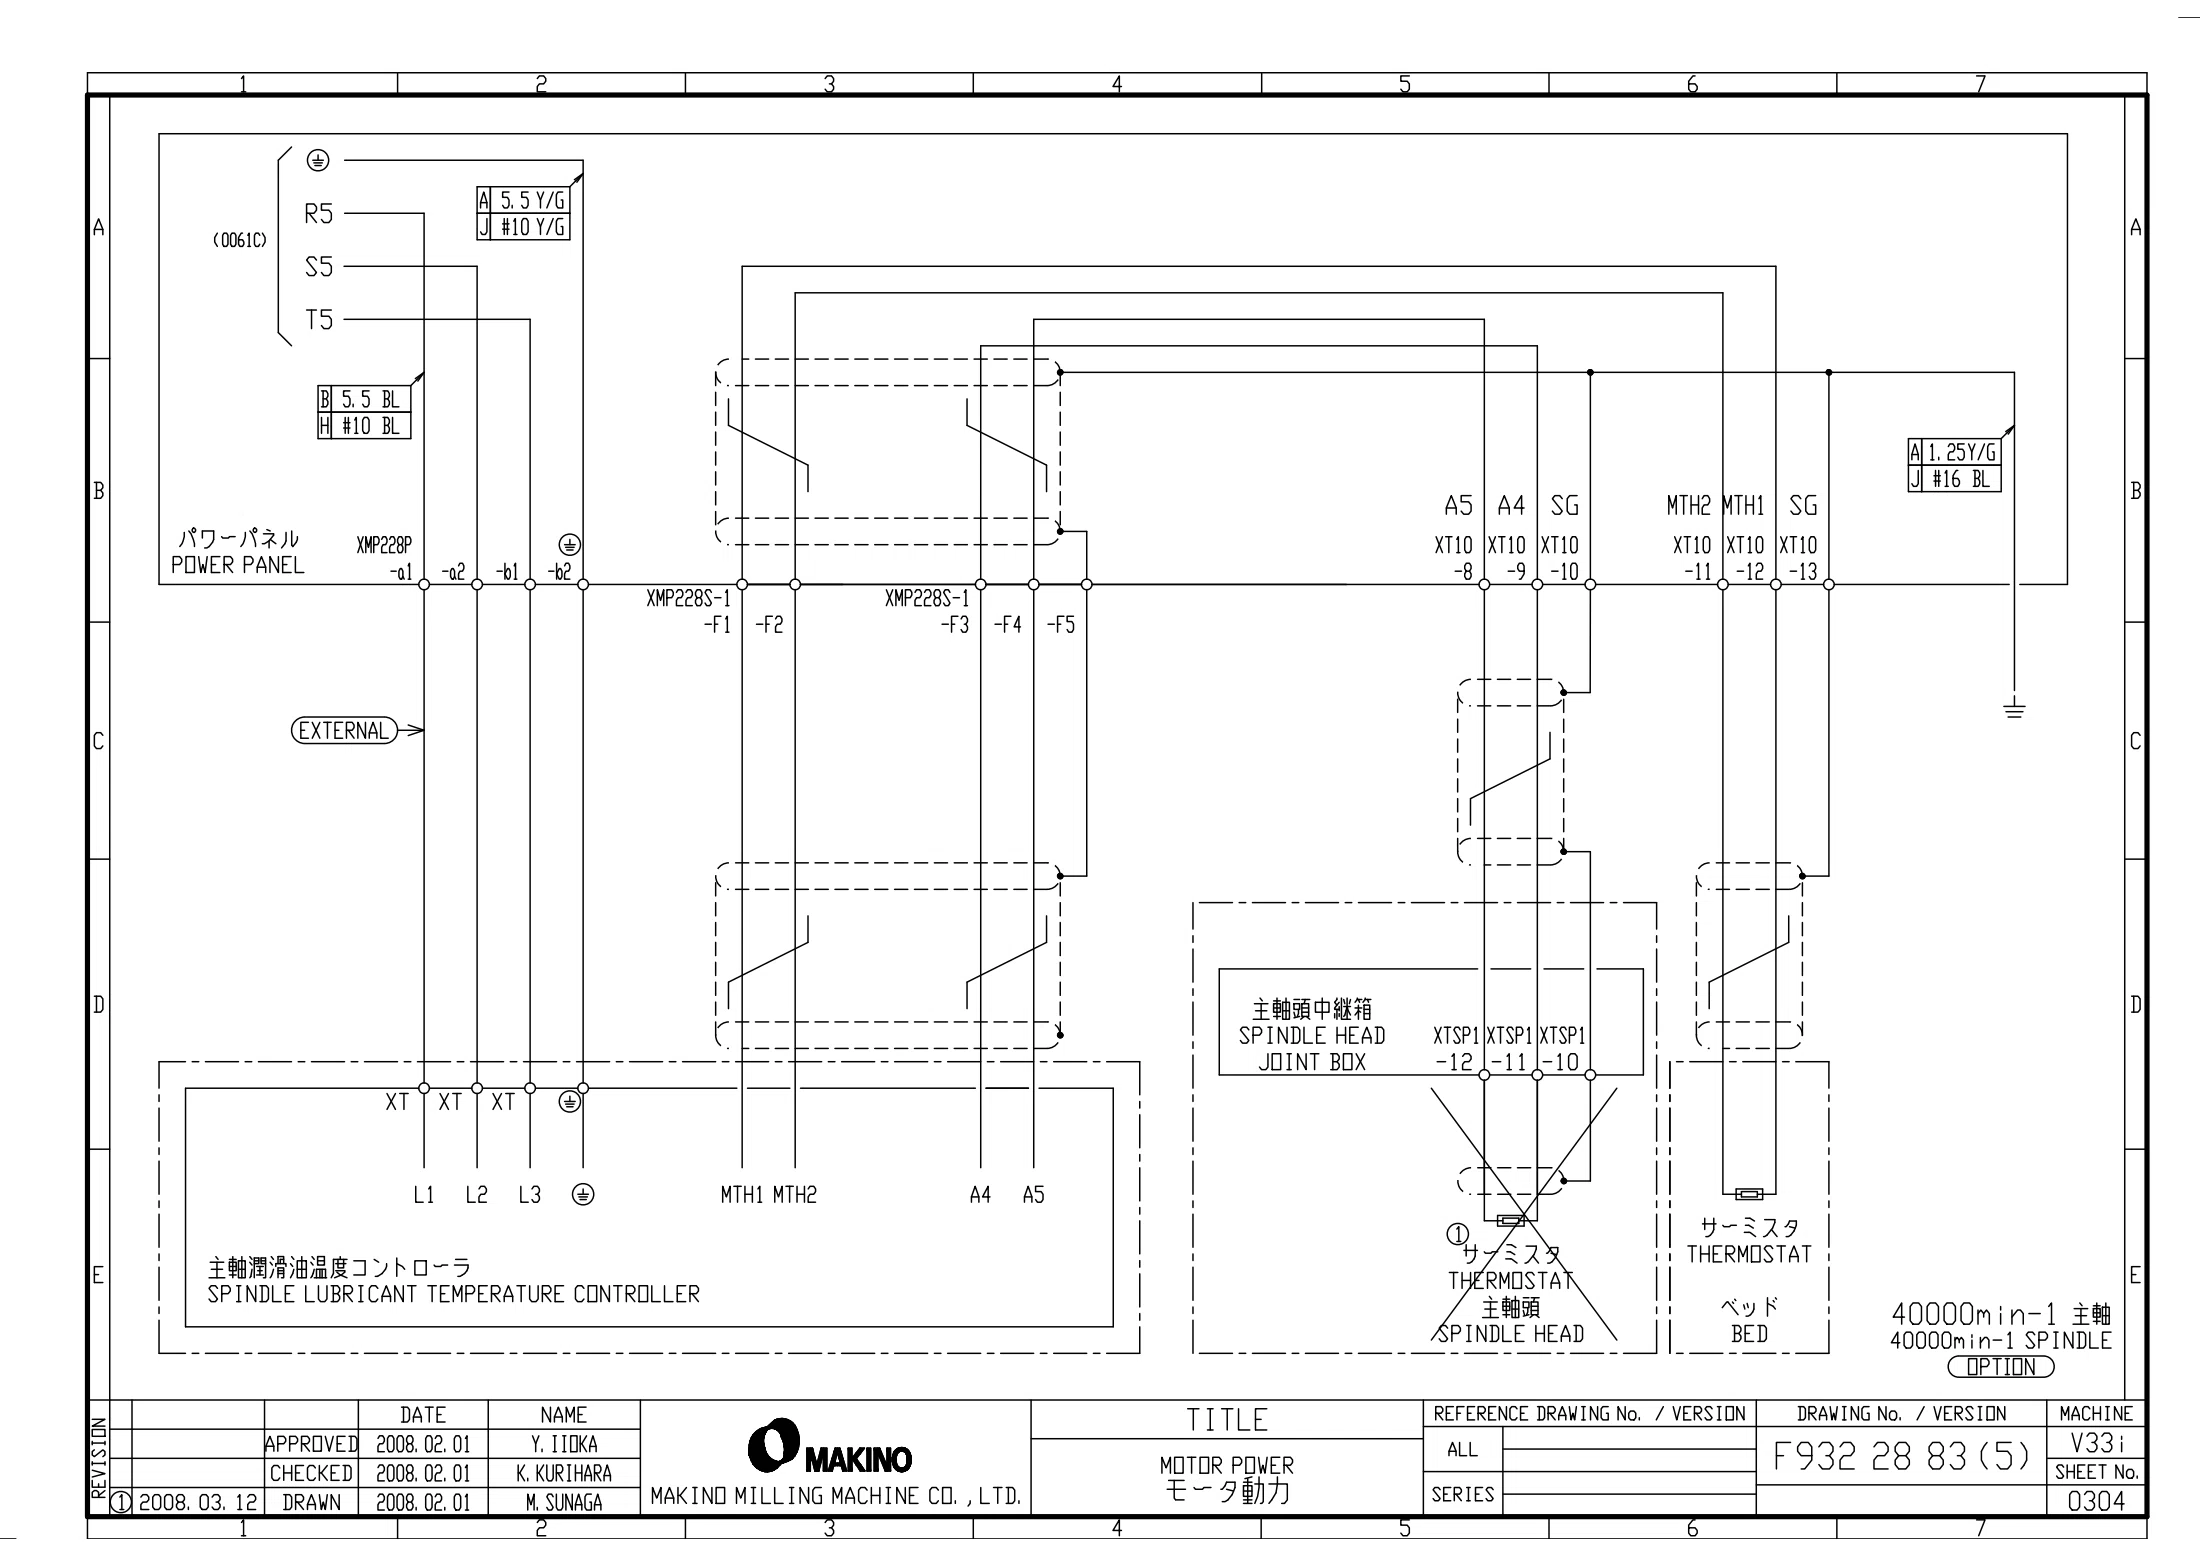 1 2 3 4 5 6 7
A
B
C
D
E
A
B
C
D
E
R5
(0061C)
S5
T5
A 5.5 Y/G
J #10 Y/G
B 5.5 BL
H #10 BL
A 1.25Y/G
J #16 BL
パワーパネル
POWER PANEL
XMP228P
-a1 -a2 -b1 -b2
XMP228S-1
-F1 -F2
XMP228S-1
-F3 -F4 -F5
A5 A4 SG
XT10 XT10 XT10
-8 -9 -10
MTH2 MTH1 SG
XT10 XT10 XT10
-11 -12 -13
EXTERNAL
主軸頭中継箱
SPINDLE HEAD
JOINT BOX
XTSP1 XTSP1 XTSP1
-12 -11 -10
XT XT XT
L1 L2 L3
MTH1 MTH2
A4 A5
主軸潤滑油温度コントローラ
SPINDLE LUBRICANT TEMPERATURE CONTROLLER
①
サーミスタ
THERMOSTAT
主軸頭
SPINDLE HEAD
サーミスタ
THERMOSTAT
ベッド
BED
40000min-1 主軸
40000min-1 SPINDLE
OPTION
REVISION
① 2008.03.12
DATE NAME
APPROVED 2008.02.01 Y.IIOKA
CHECKED 2008.02.01 K.KURIHARA
DRAWN 2008.02.01 M.SUNAGA
MAKINO
MAKINO MILLING MACHINE CO.,LTD.
TITLE
MOTOR POWER
モータ動力
REFERENCE DRAWING No. / VERSION
ALL
SERIES
DRAWING No. / VERSION
F932 28 83(5)
MACHINE
V33i
SHEET No.
0304
1 2 3 4 5 6 7